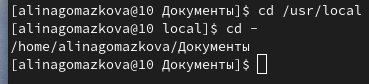 [alinagomazkova@10 Документы]$ cd /usr/local
[alinagomazkova@10 local]$ cd -
/home/alinagomazkova/Документы
[alinagomazkova@10 Документы]$